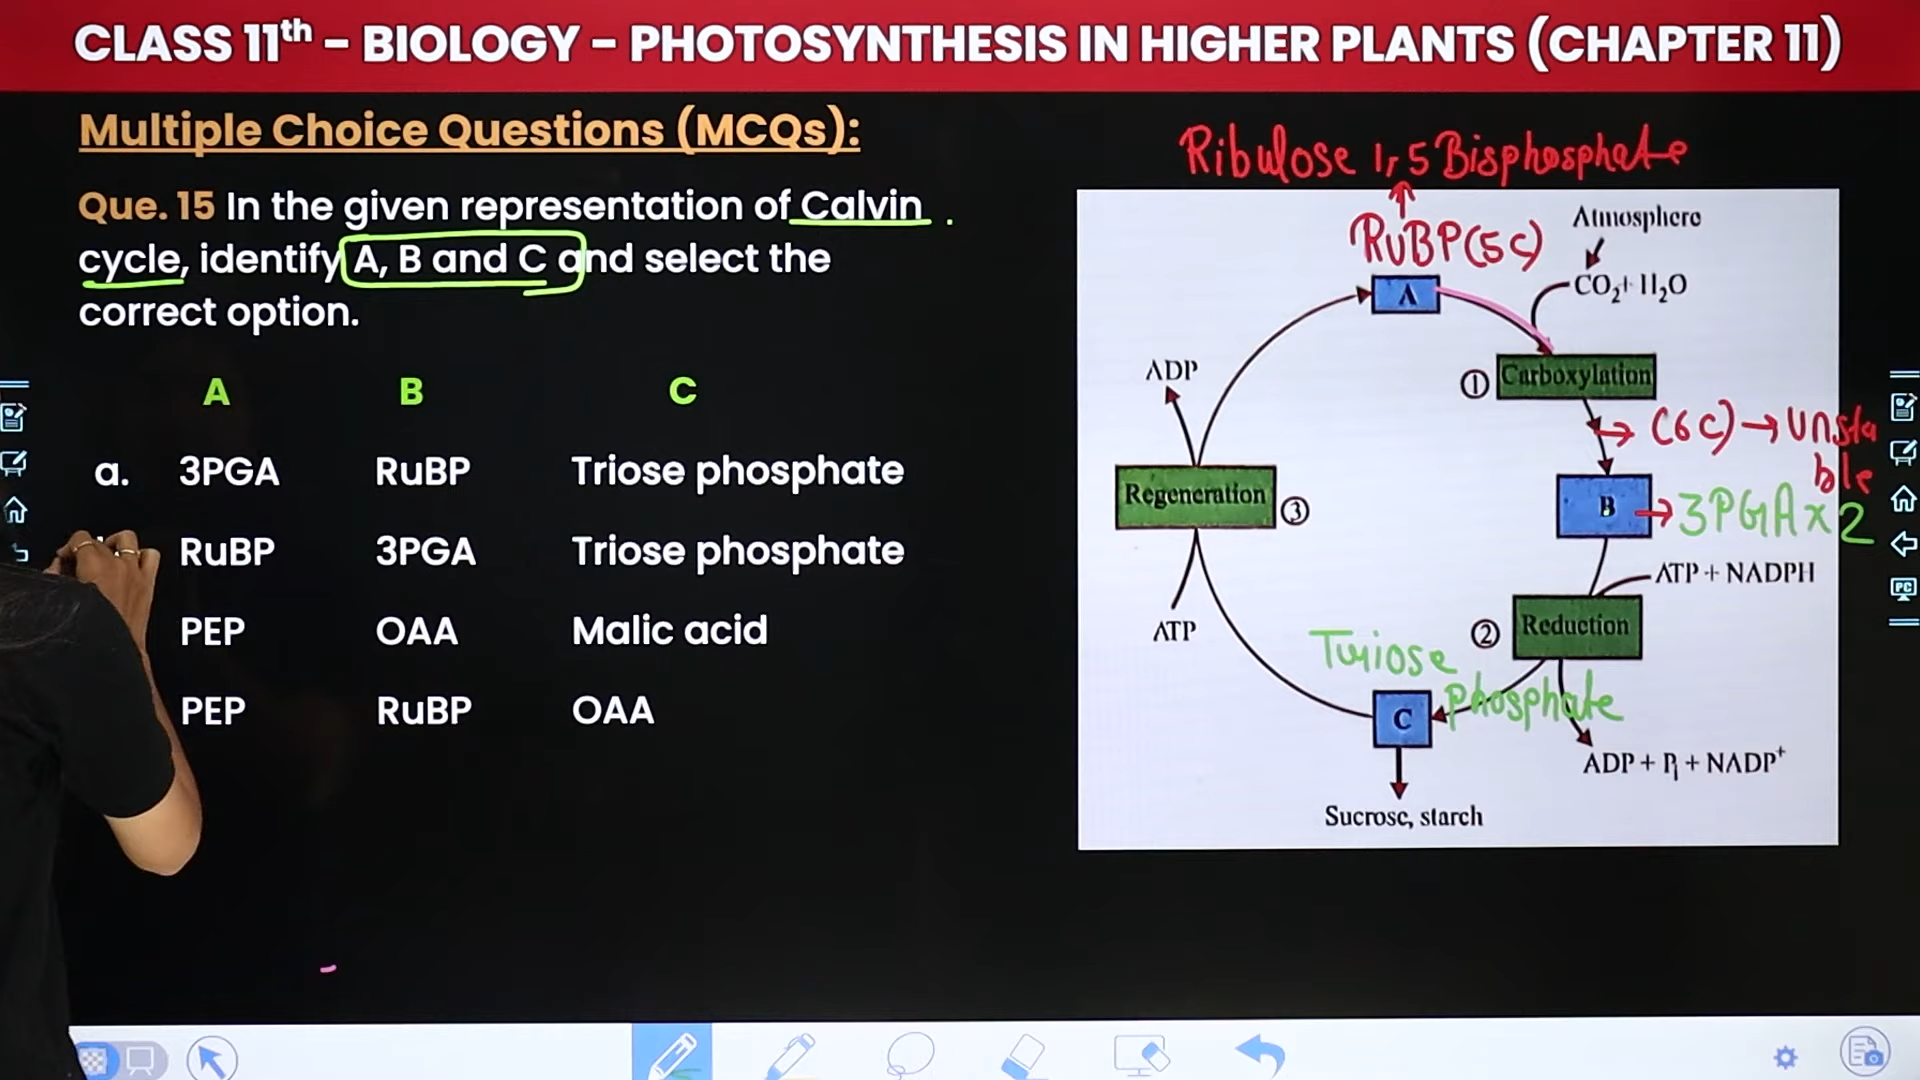 CLASS 11th – BIOLOGY – PHOTOSYNTHESIS IN HIGHER PLANTS (CHAPTER 11)
Multiple Choice Questions (MCQs):
Que. 15 In the given representation of Calvin
cycle, identify A, B and C and select the
correct option.
A B C
a. 3PGA RuBP Triose phosphate
RuBP 3PGA Triose phosphate
PEP OAA Malic acid
PEP RuBP OAA
Ribulose 1,5 Bisphosphate
RuBP(5C)
Atmosphere
CO2+ H2O
A
① Carboxylation
ADP
→ (6C) → Unsta
ble
Regeneration ③
B → 3PGA x 2
ATP + NADPH
② Reduction
ATP
Triose
phosphate
C
ADP + Pi + NADP+
Sucrose, starch
PC